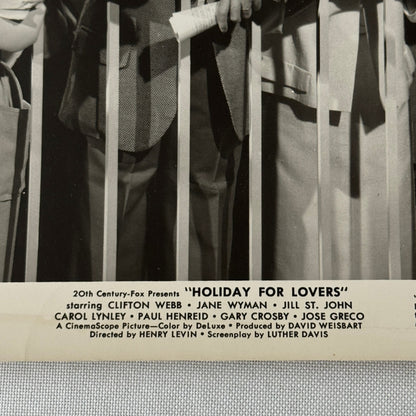 20th Century-Fox Presents "HOLIDAY FOR LOVERS"
starring CLIFTON WEBB • JANE WYMAN • JILL ST. JOHN
CAROL LYNLEY • PAUL HENREID • GARY CROSBY • JOSE GRECO
A CinemaScope Picture—Color by DeLuxe • Produced by DAVID WEISBART
Directed by HENRY LEVIN • Screenplay by LUTHER DAVIS